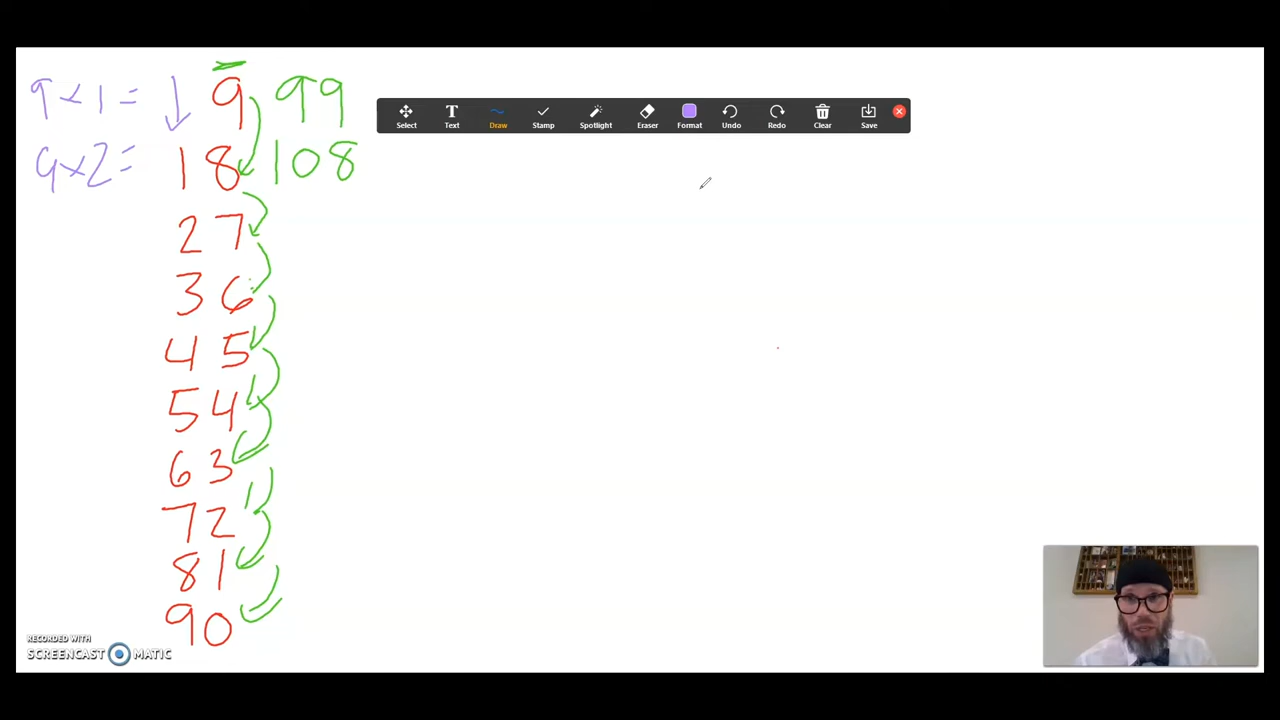 9×1= 9 99
9×2= 18 108
27
36
45
54
63
72
81
90
Select Text Draw Stamp Spotlight Eraser Format Undo Redo Clear Save
RECORDED WITH
SCREENCAST MATIC